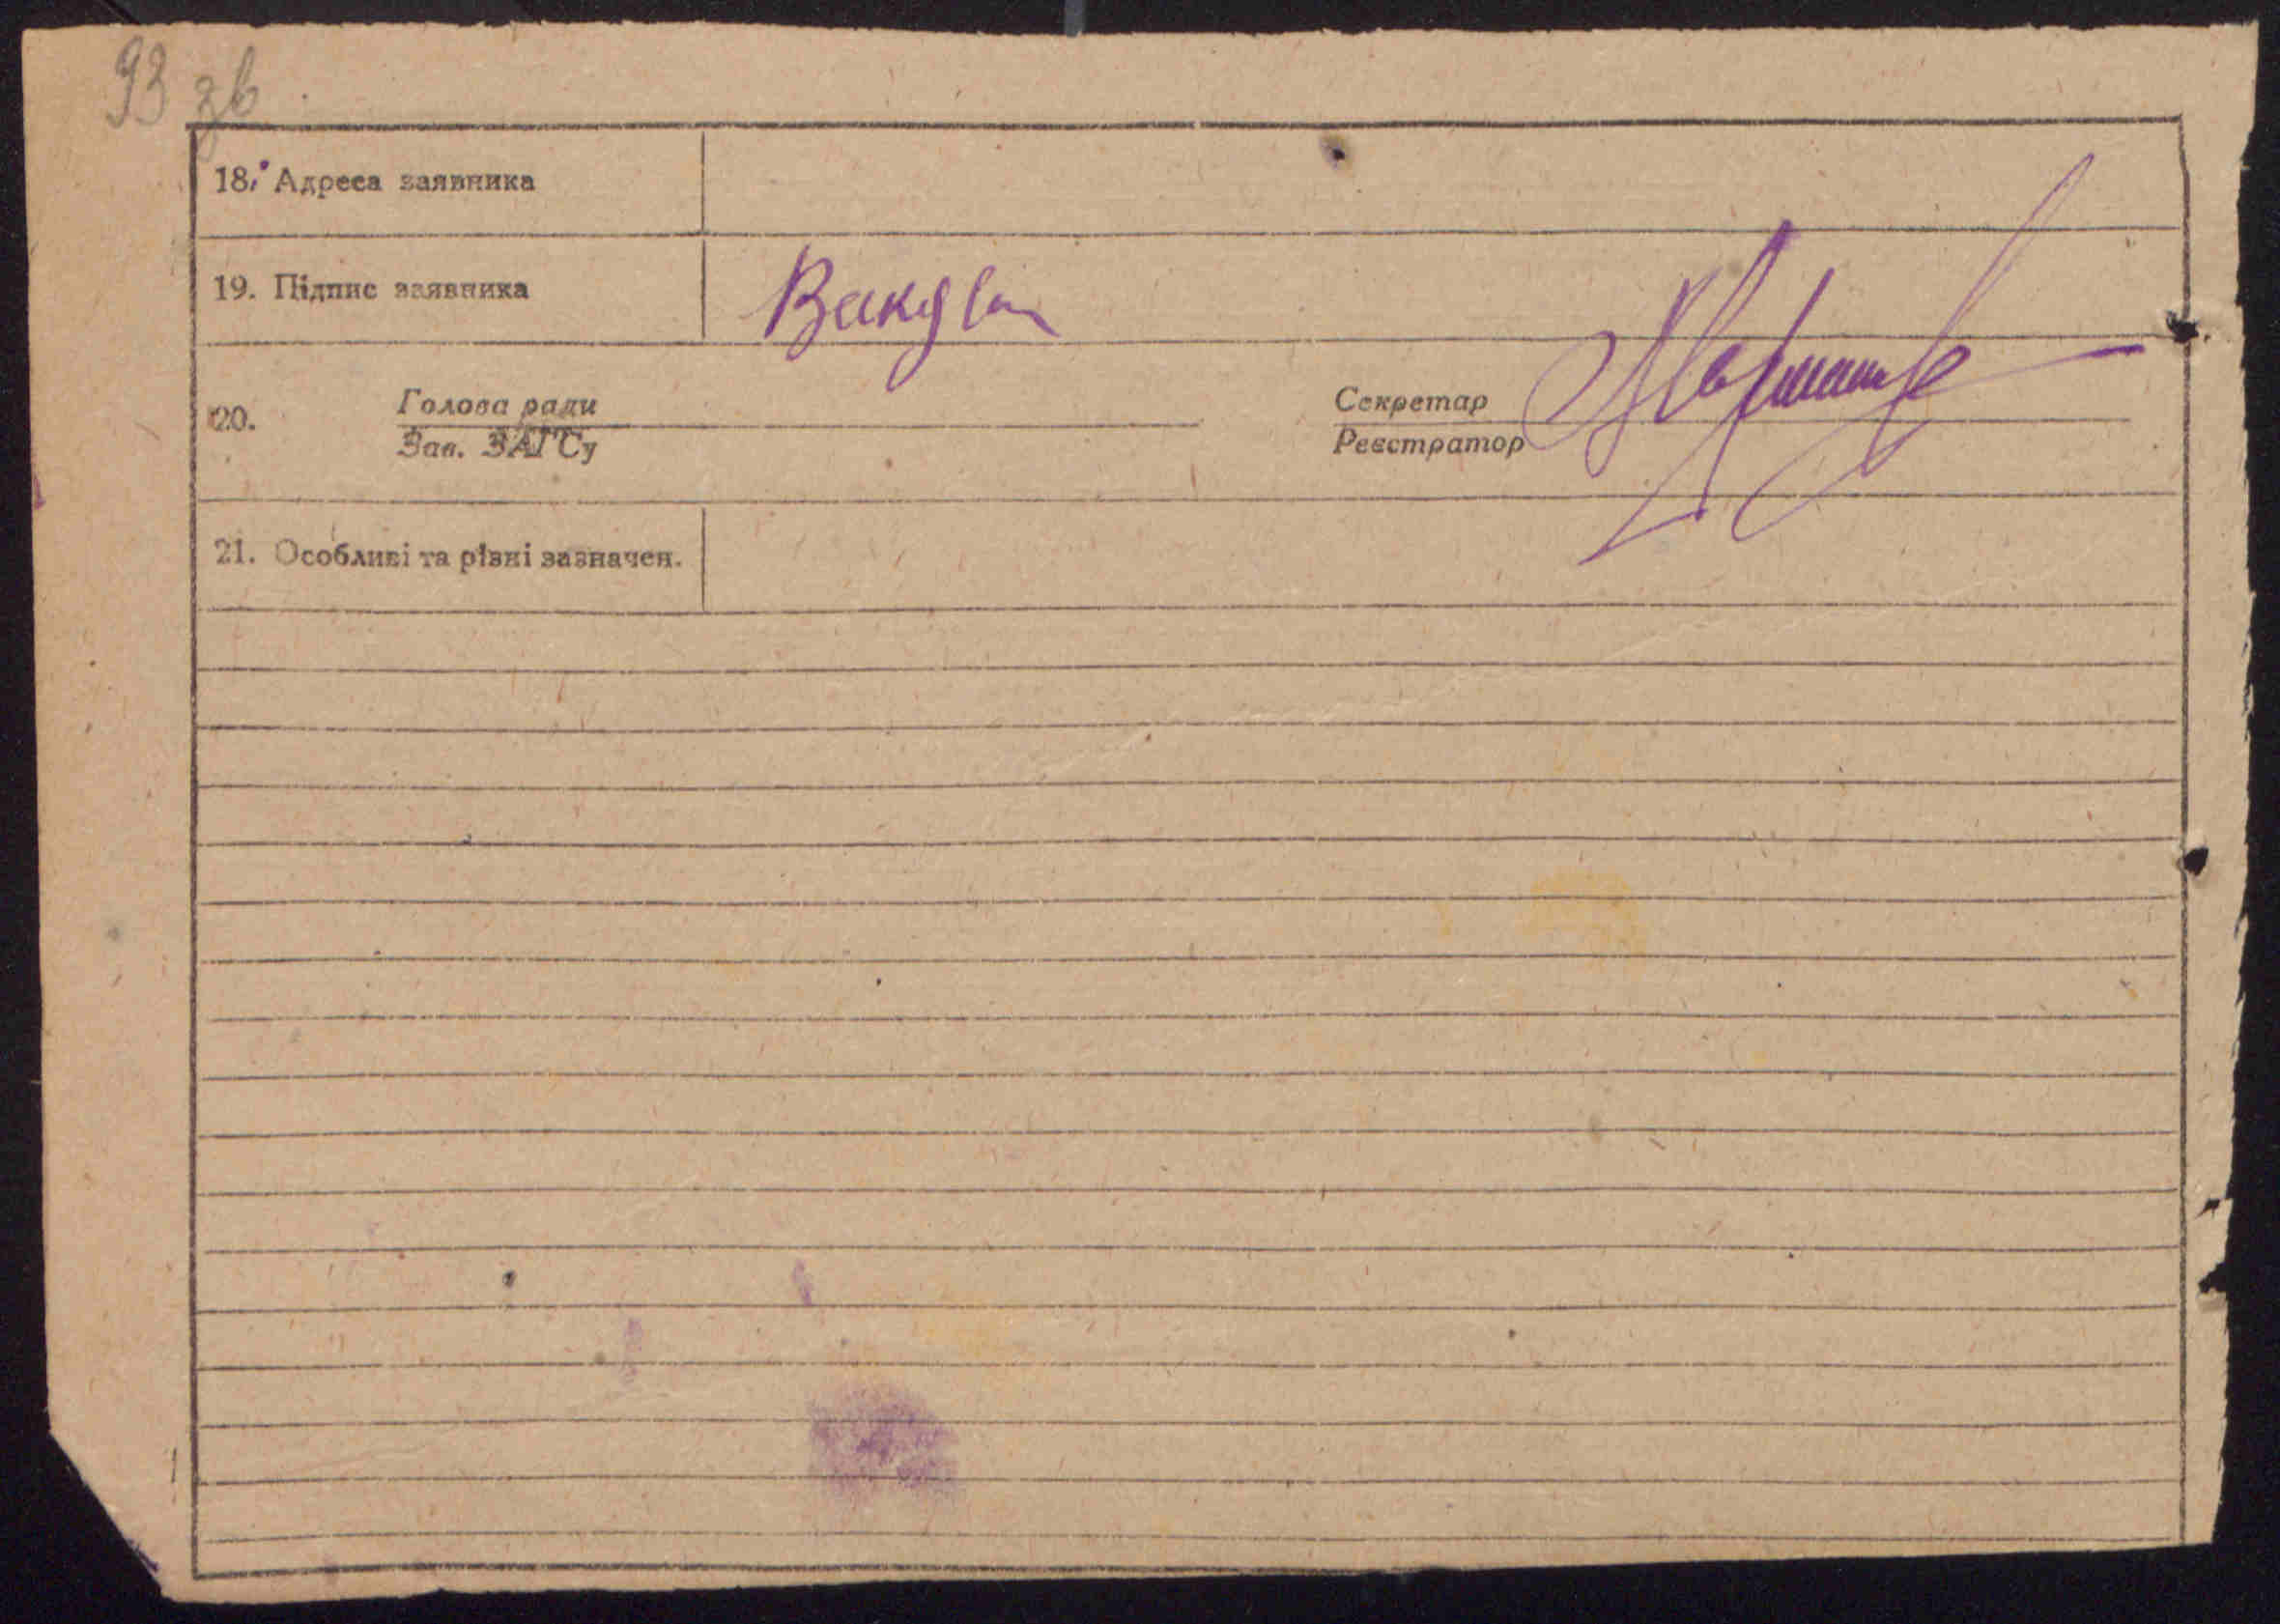 93 зв
18. Адреса заявника
19. Підпис заявника
20. Голова ради Секретар
Зав. ЗАГСу Реєстратор
21. Особливі та різні зазначен.